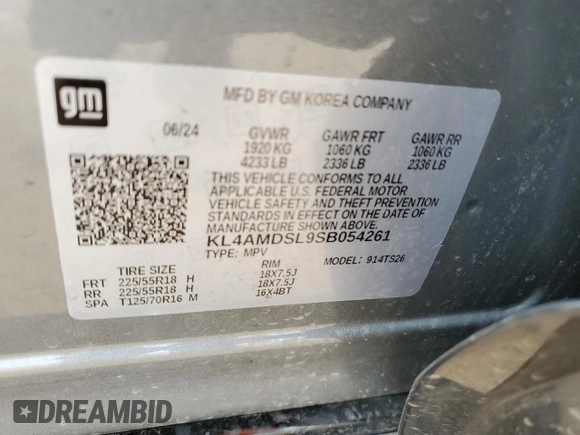 gm
MFD BY GM KOREA COMPANY
06/24 GVWR GAWR FRT GAWR RR
1920 KG 1060 KG 1060 KG
4233 LB 2336 LB 2336 LB
THIS VEHICLE CONFORMS TO ALL
APPLICABLE U.S. FEDERAL MOTOR
VEHICLE SAFETY AND THEFT PREVENTION
STANDARDS IN EFFECT ON THE DATE OF
MANUFACTURE SHOWN ABOVE.
KL4AMDSL9SB054261
TYPE: MPV MODEL: 914TS26
TIRE SIZE RIM
FRT 225/55R18 H 18X7.5J
RR 225/55R18 H 18X7.5J
SPA T125/70R16 M 16X4BT
DREAMBID